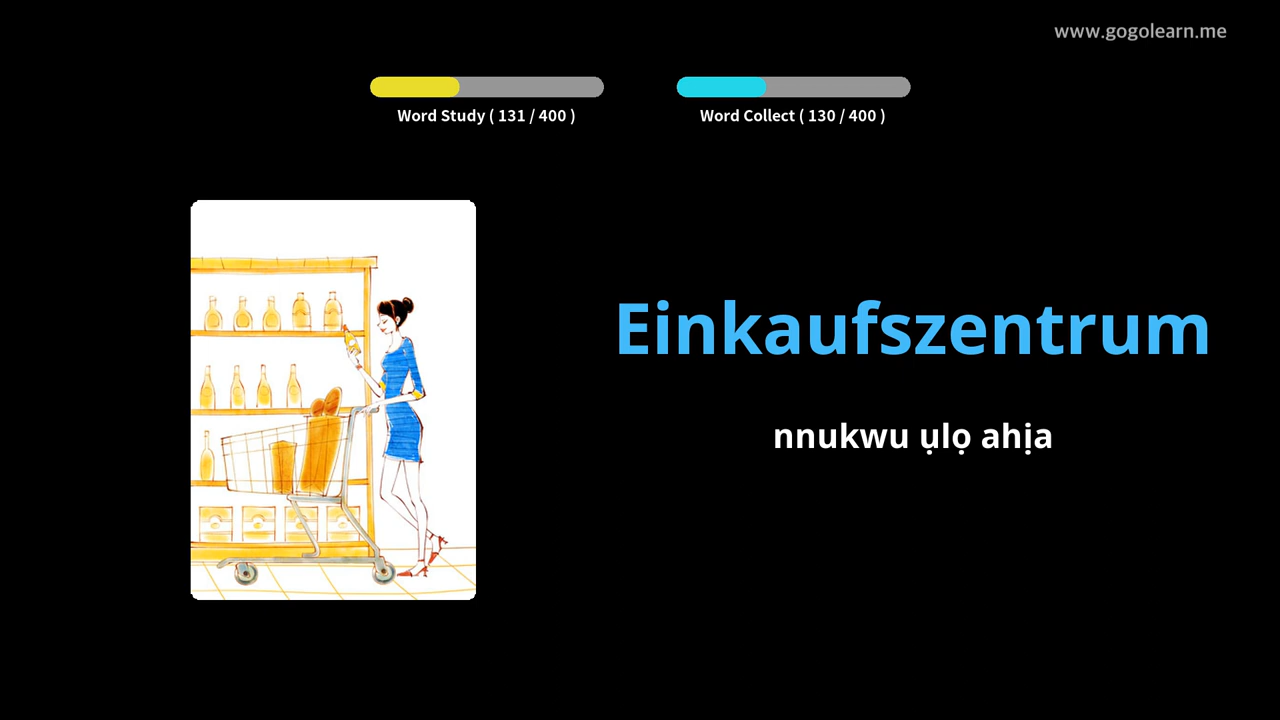 www.gogolearn.me
Word Study ( 131 / 400 )
Word Collect ( 130 / 400 )
Einkaufszentrum
nnukwu ụlọ ahịa